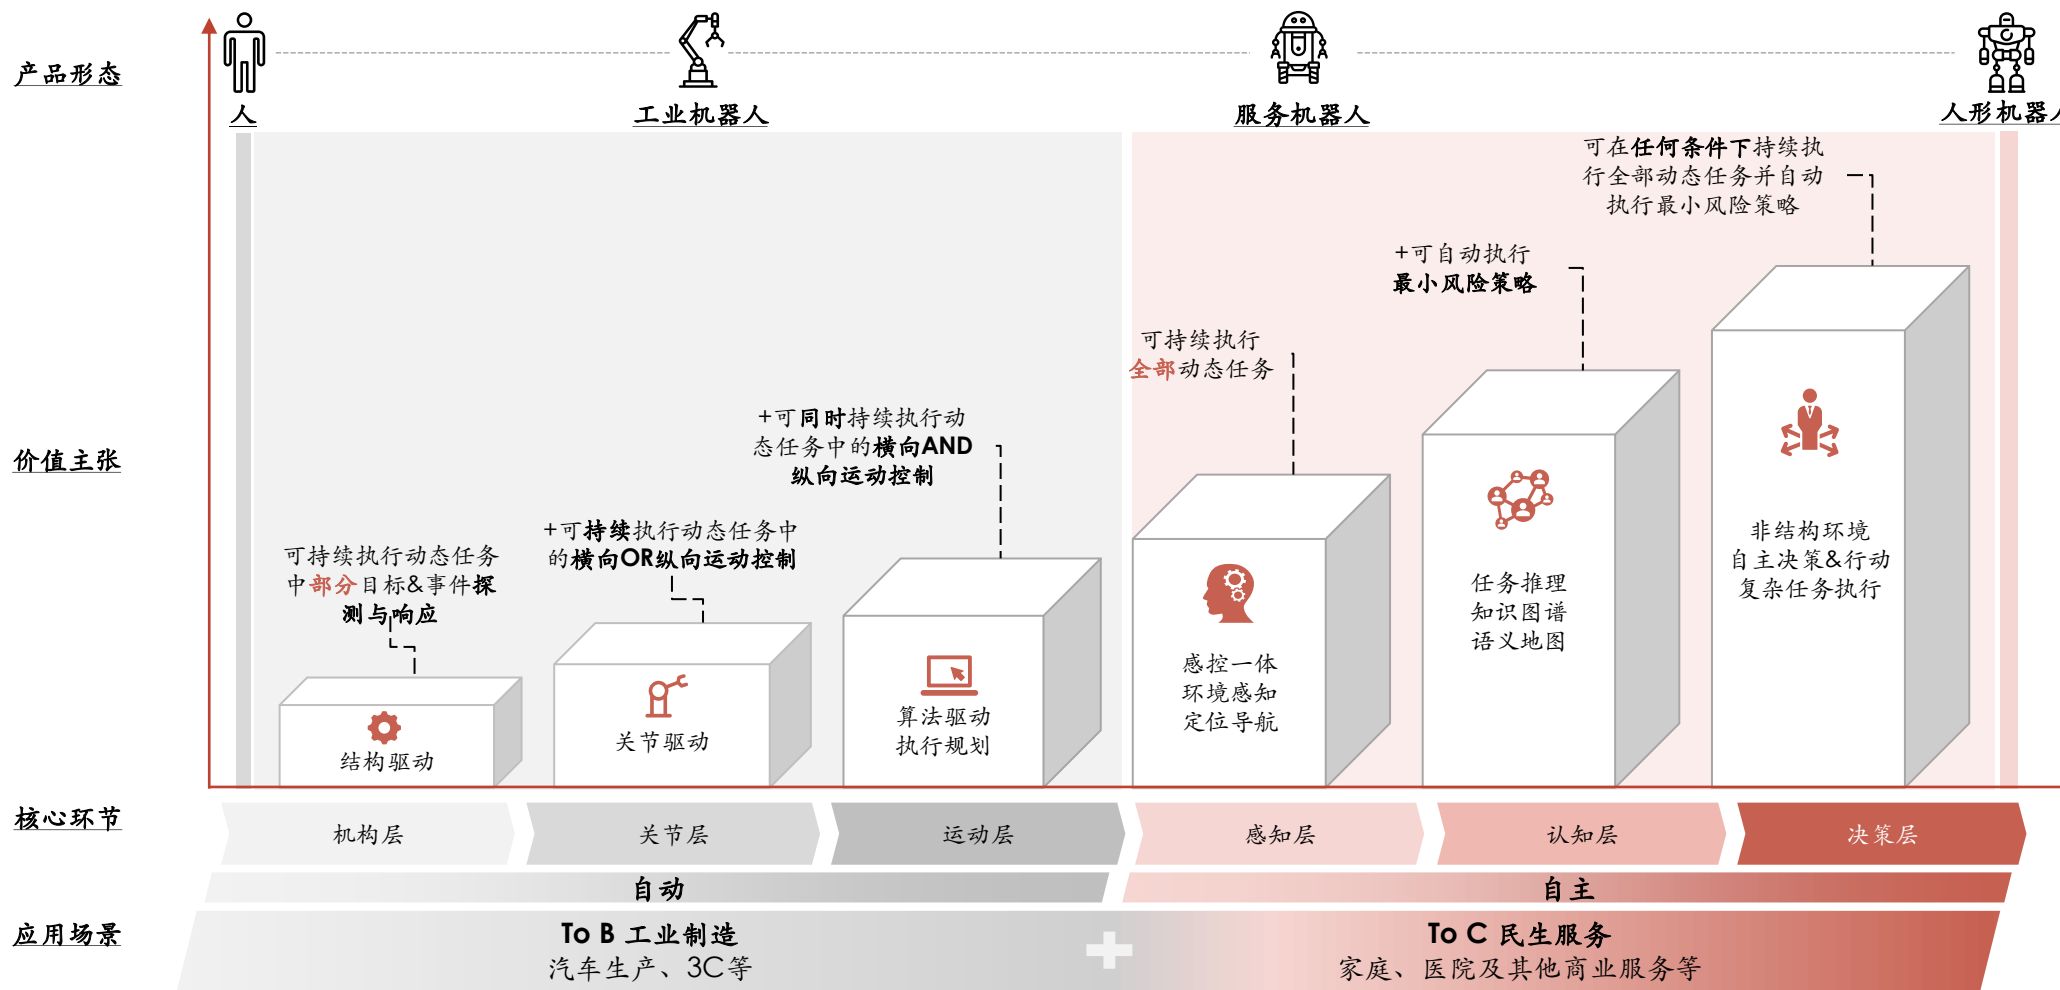 产品形态
人
工业机器人
服务机器人
人形机器人
价值主张
可持续执行动态任务
中部分目标&事件探
测与响应
+可持续执行动态任务中
的横向OR纵向运动控制
+可同时持续执行动
态任务中的横向AND
纵向运动控制
可持续执行
全部动态任务
+可自动执行
最小风险策略
可在任何条件下持续执
行全部动态任务并自动
执行最小风险策略
结构驱动
关节驱动
算法驱动
执行规划
感控一体
环境感知
定位导航
任务推理
知识图谱
语义地图
非结构环境
自主决策&行动
复杂任务执行
核心环节
机构层
关节层
运动层
感知层
认知层
决策层
自动
自主
应用场景
To B 工业制造
汽车生产、3C等
To C 民生服务
家庭、医院及其他商业服务等